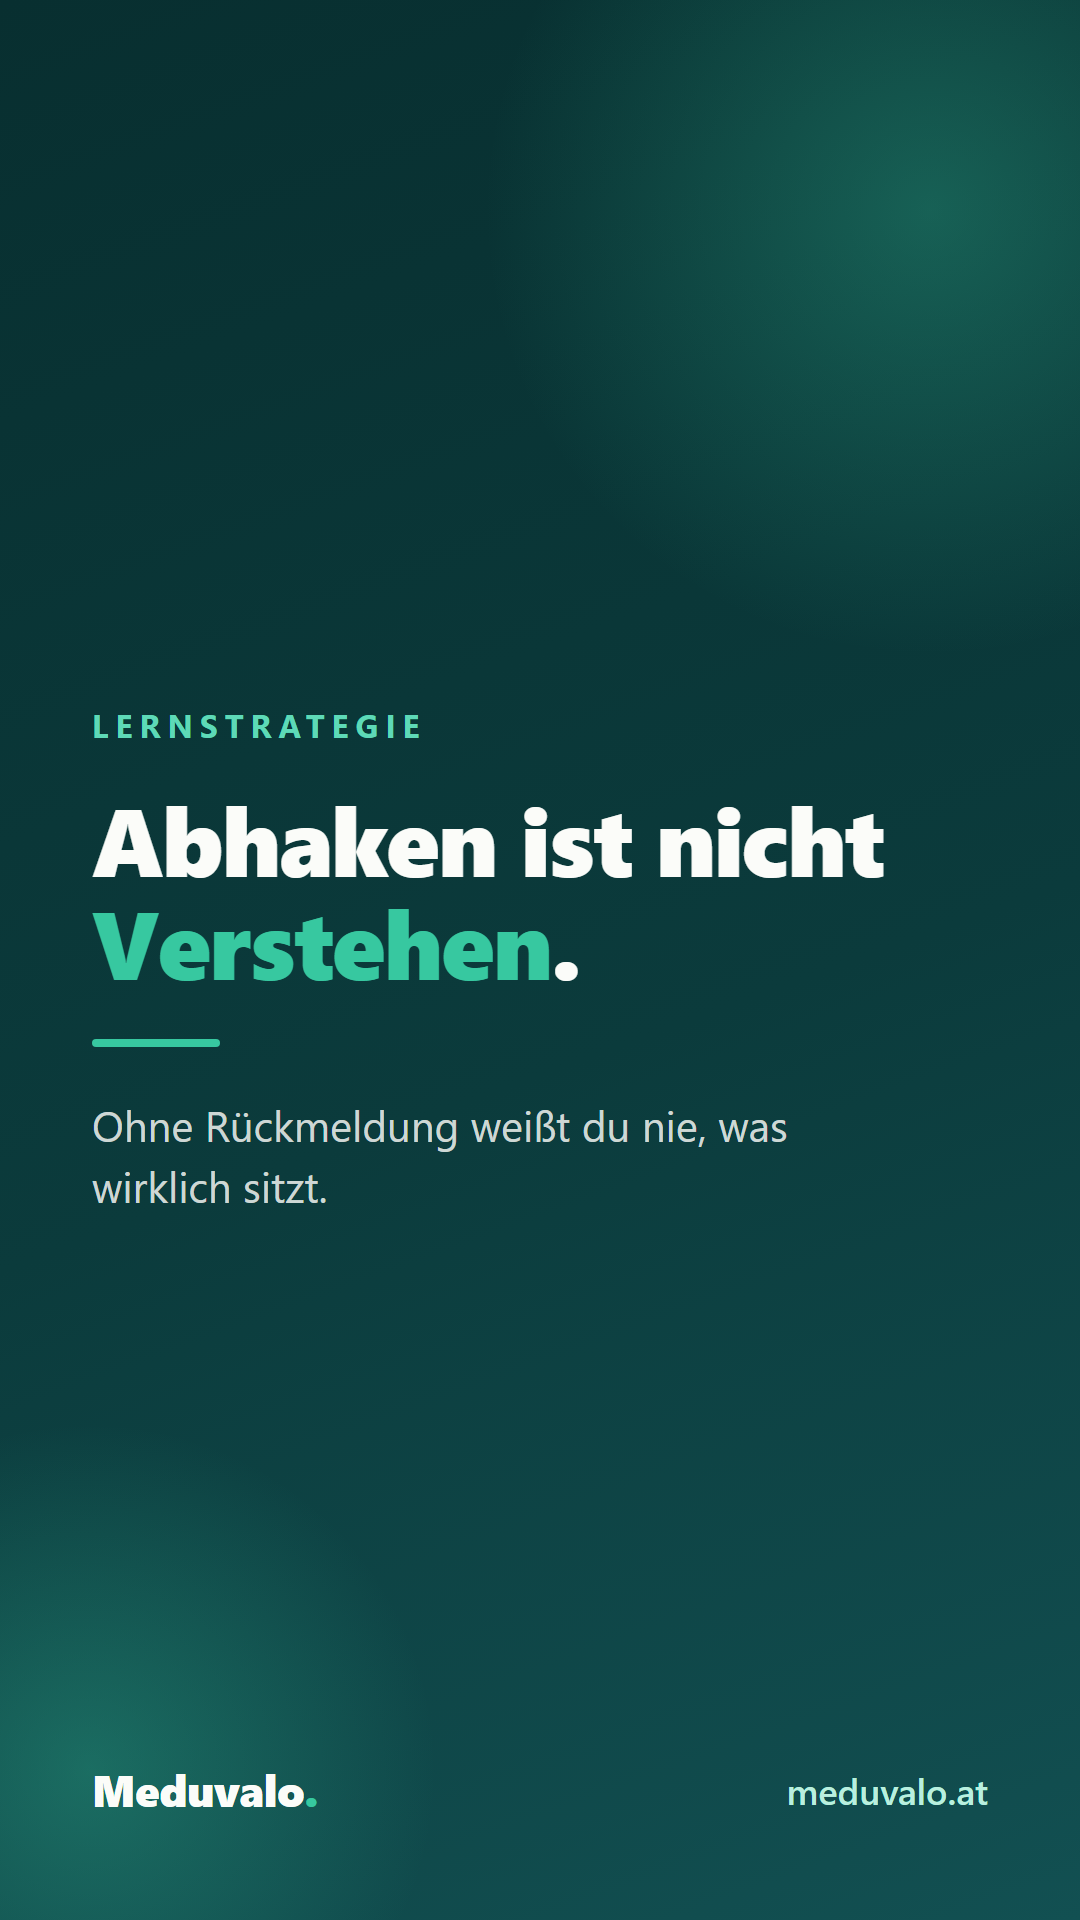 LERNSTRATEGIE
Abhaken ist nicht
Verstehen.
Ohne Rückmeldung weißt du nie, was
wirklich sitzt.
Meduvalo.
meduvalo.at